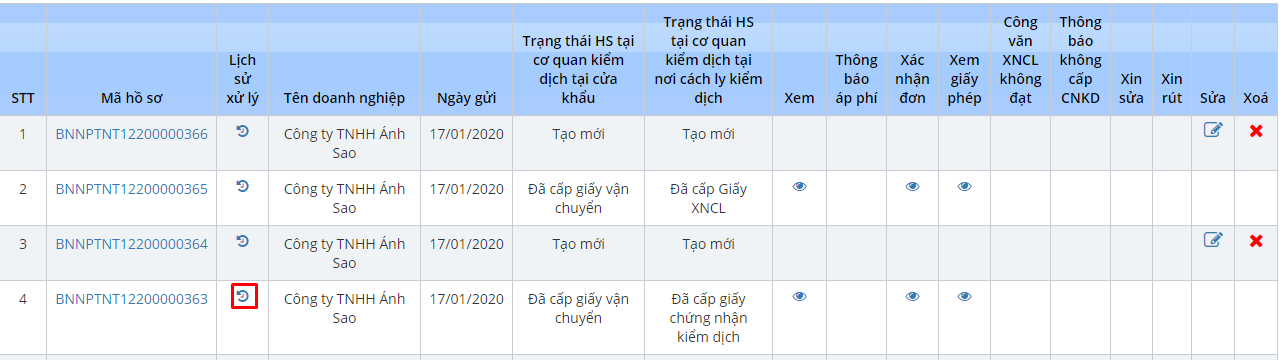 STT
Mã hồ sơ
Lịch
sử
xử lý
Tên doanh nghiệp
Ngày gửi
Trạng thái HS tại
cơ quan kiểm
dịch tại cửa
khẩu
Trạng thái HS
tại cơ quan
kiểm dịch tại
nơi cách ly kiểm
dịch
Xem
Thông
báo
áp phí
Xác
nhận
đơn
Xem
giấy
phép
Công
văn
XNCL
không
đạt
Thông
báo
không
cấp
CNKD
Xin
sửa
Xin
rút
Sửa
Xoá
1
BNNPTNT12200000366
Công ty TNHH Ánh
Sao
17/01/2020
Tạo mới
Tạo mới
2
BNNPTNT12200000365
Công ty TNHH Ánh
Sao
17/01/2020
Đã cấp giấy vận
chuyển
Đã cấp Giấy
XNCL
3
BNNPTNT12200000364
Công ty TNHH Ánh
Sao
17/01/2020
Tạo mới
Tạo mới
4
BNNPTNT12200000363
Công ty TNHH Ánh
Sao
17/01/2020
Đã cấp giấy vận
chuyển
Đã cấp giấy
chứng nhận
kiểm dịch